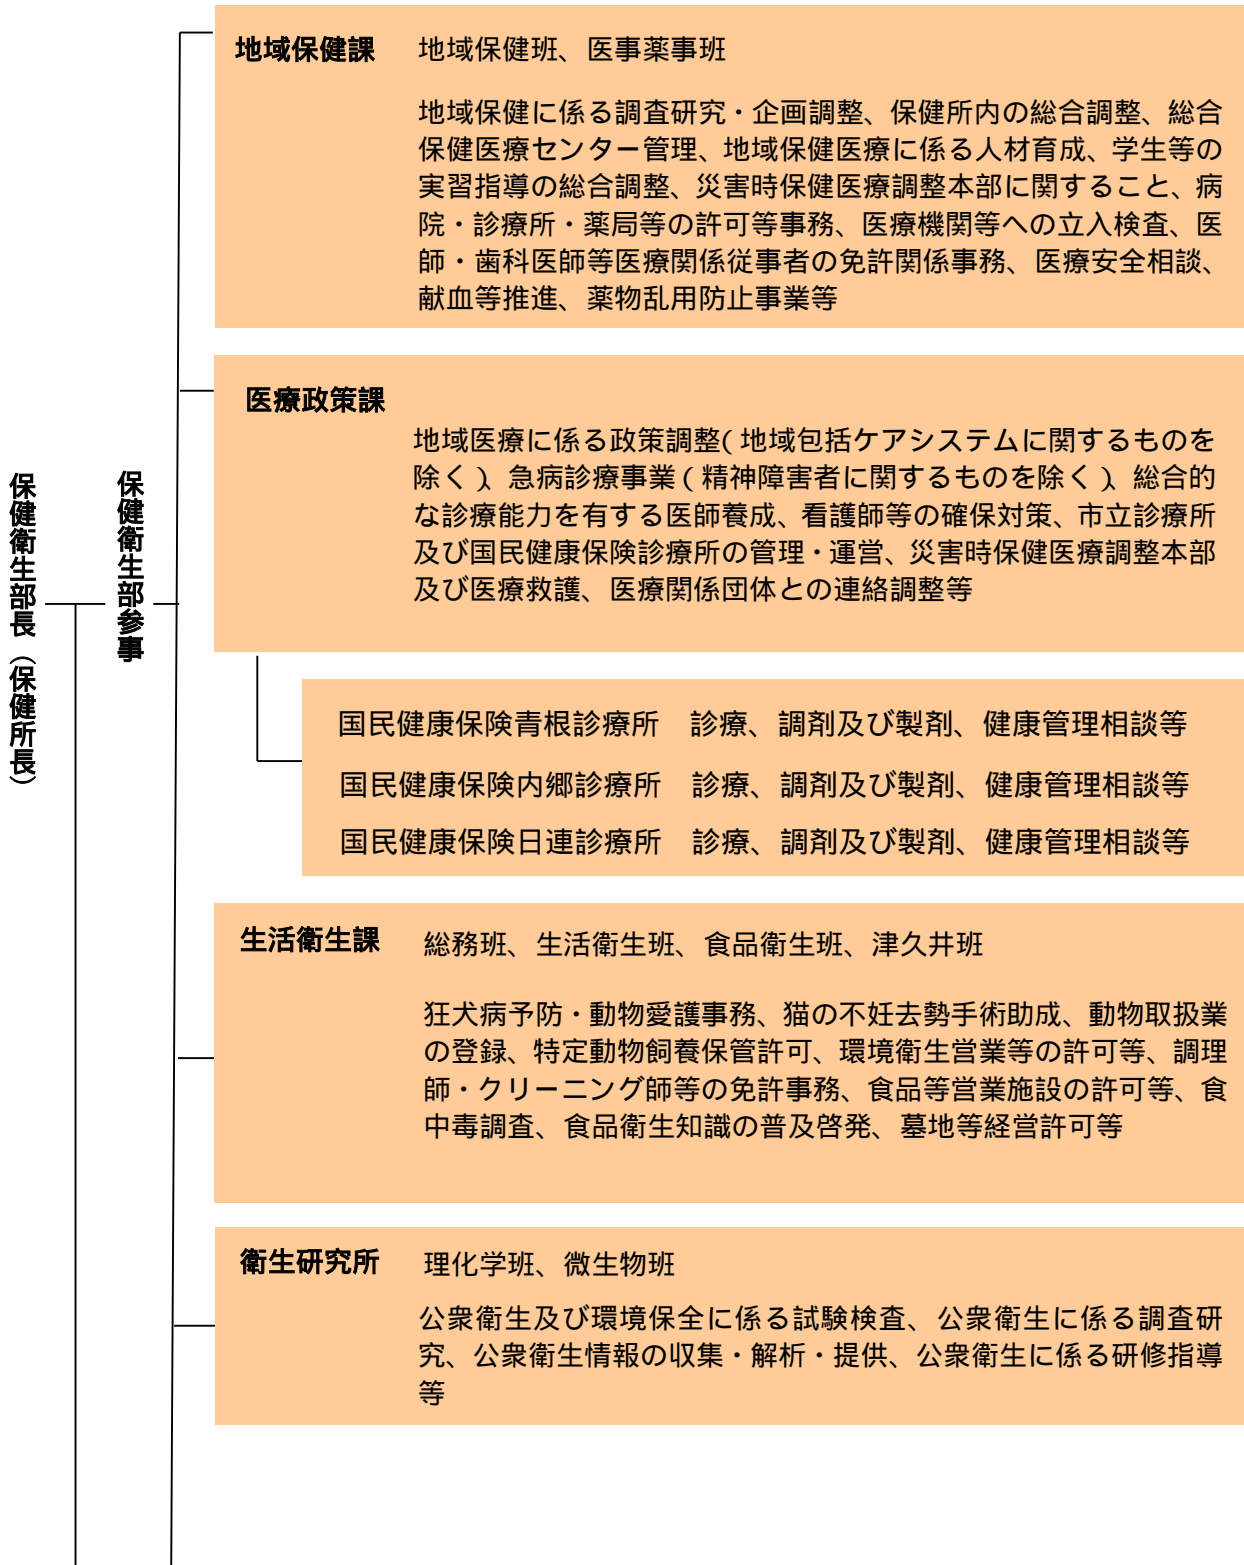 保健衛生部長（保健所長）
保健衛生部参事
地域保健課　地域保健班、医事薬事班
地域保健に係る調査研究・企画調整、保健所内の総合調整、総合
保健医療センター管理、地域保健医療に係る人材育成、学生等の
実習指導の総合調整、災害時保健医療調整本部に関すること、病
院・診療所・薬局等の許可等事務、医療機関等への立入検査、医
師・歯科医師等医療関係従事者の免許関係事務、医療安全相談、
献血等推進、薬物乱用防止事業等
医療政策課
地域医療に係る政策調整（地域包括ケアシステムに関するものを
除く）、急病診療事業（精神障害者に関するものを除く）、総合的
な診療能力を有する医師養成、看護師等の確保対策、市立診療所
及び国民健康保険診療所の管理・運営、災害時保健医療調整本部
及び医療救護、医療関係団体との連絡調整等
国民健康保険青根診療所　診療、調剤及び製剤、健康管理相談等
国民健康保険内郷診療所　診療、調剤及び製剤、健康管理相談等
国民健康保険日連診療所　診療、調剤及び製剤、健康管理相談等
生活衛生課　総務班、生活衛生班、食品衛生班、津久井班
狂犬病予防・動物愛護事務、猫の不妊去勢手術助成、動物取扱業
の登録、特定動物飼養保管許可、環境衛生営業等の許可等、調理
師・クリーニング師等の免許事務、食品等営業施設の許可等、食
中毒調査、食品衛生知識の普及啓発、墓地等経営許可等
衛生研究所　理化学班、微生物班
公衆衛生及び環境保全に係る試験検査、公衆衛生に係る調査研
究、公衆衛生情報の収集・解析・提供、公衆衛生に係る研修指導
等